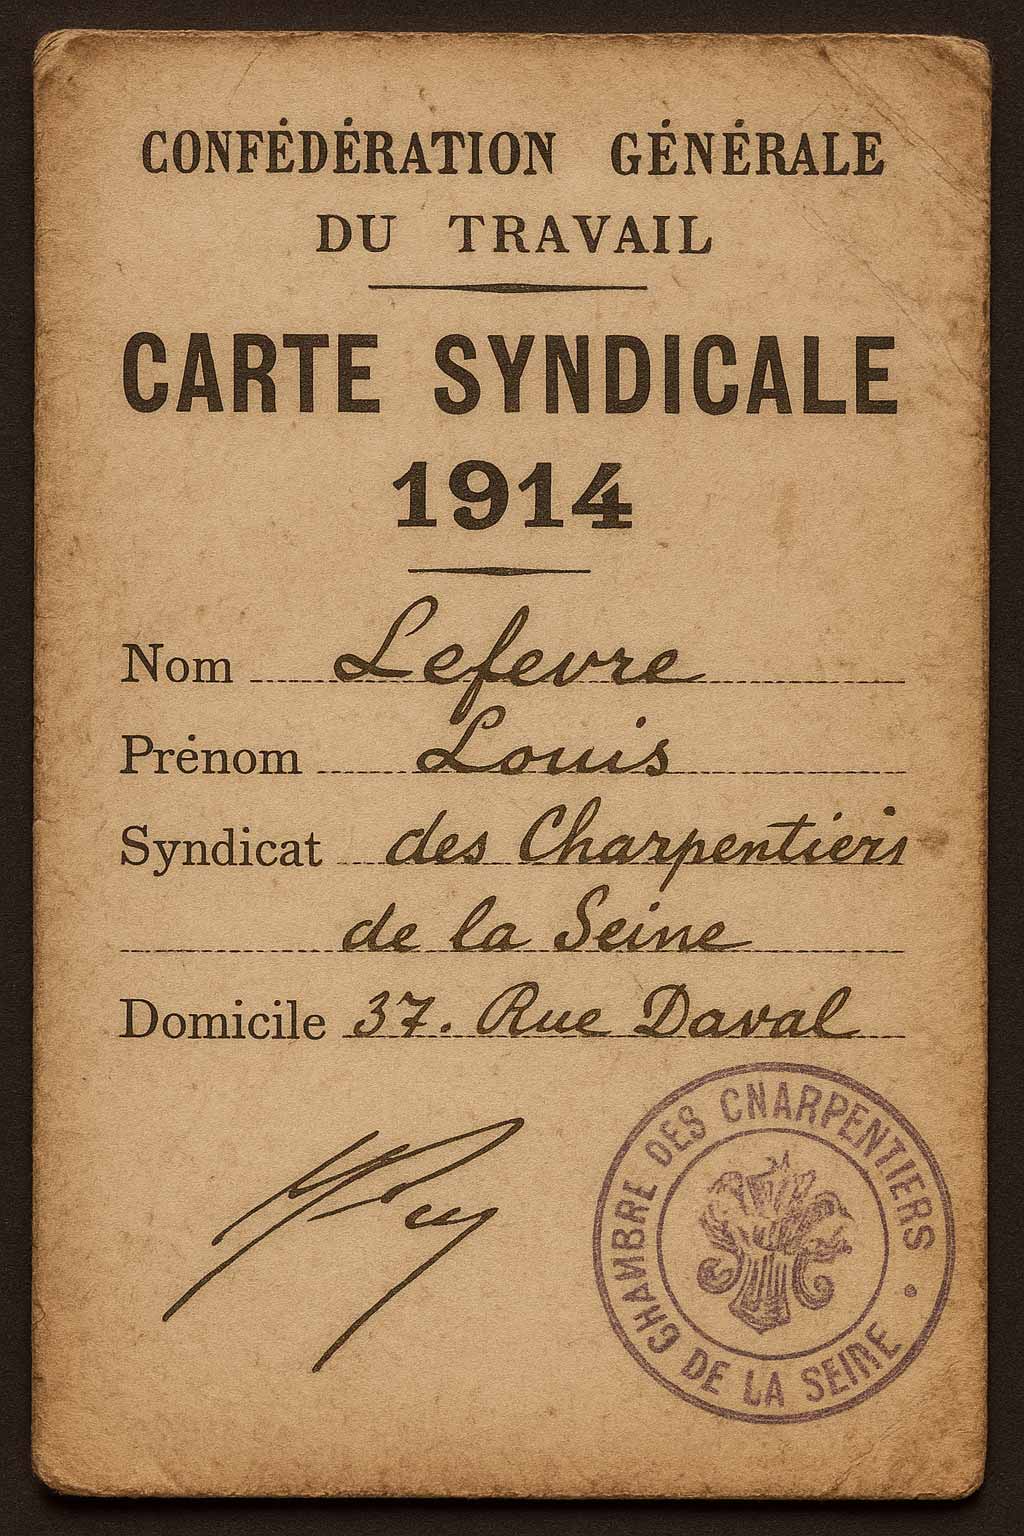 CONFÉDÉRATION GÉNÉRALE
DU TRAVAIL
CARTE SYNDICALE
1914
Nom Lefevre
Prénom Louis
Syndicat des Charpentiers
de la Seine
Domicile 37. Rue Daval
CHAMBRE DES CNARPENTIERS
DE LA SEINE